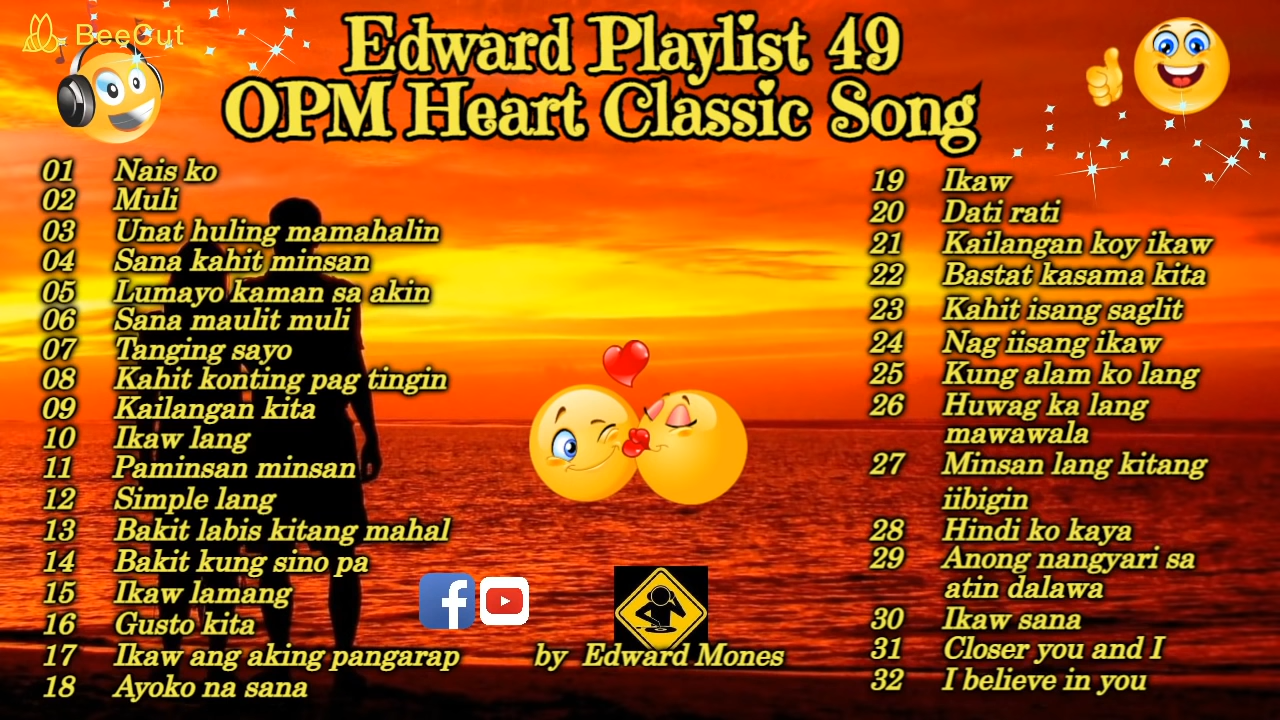 BeeCut
Edward Playlist 49
OPM Heart Classic Song
01 Nais ko
02 Muli
03 Unat huling mamahalin
04 Sana kahit minsan
05 Lumayo kaman sa akin
06 Sana maulit muli
07 Tanging sayo
08 Kahit konting pag tingin
09 Kailangan kita
10 Ikaw lang
11 Paminsan minsan
12 Simple lang
13 Bakit labis kitang mahal
14 Bakit kung sino pa
15 Ikaw lamang
16 Gusto kita
17 Ikaw ang aking pangarap
18 Ayoko na sana
19 Ikaw
20 Dati rati
21 Kailangan koy ikaw
22 Bastat kasama kita
23 Kahit isang saglit
24 Nag iisang ikaw
25 Kung alam ko lang
26 Huwag ka lang
mawawala
27 Minsan lang kitang
iibigin
28 Hindi ko kaya
29 Anong nangyari sa
atin dalawa
30 Ikaw sana
31 Closer you and I
32 I believe in you
f
by Edward Mones